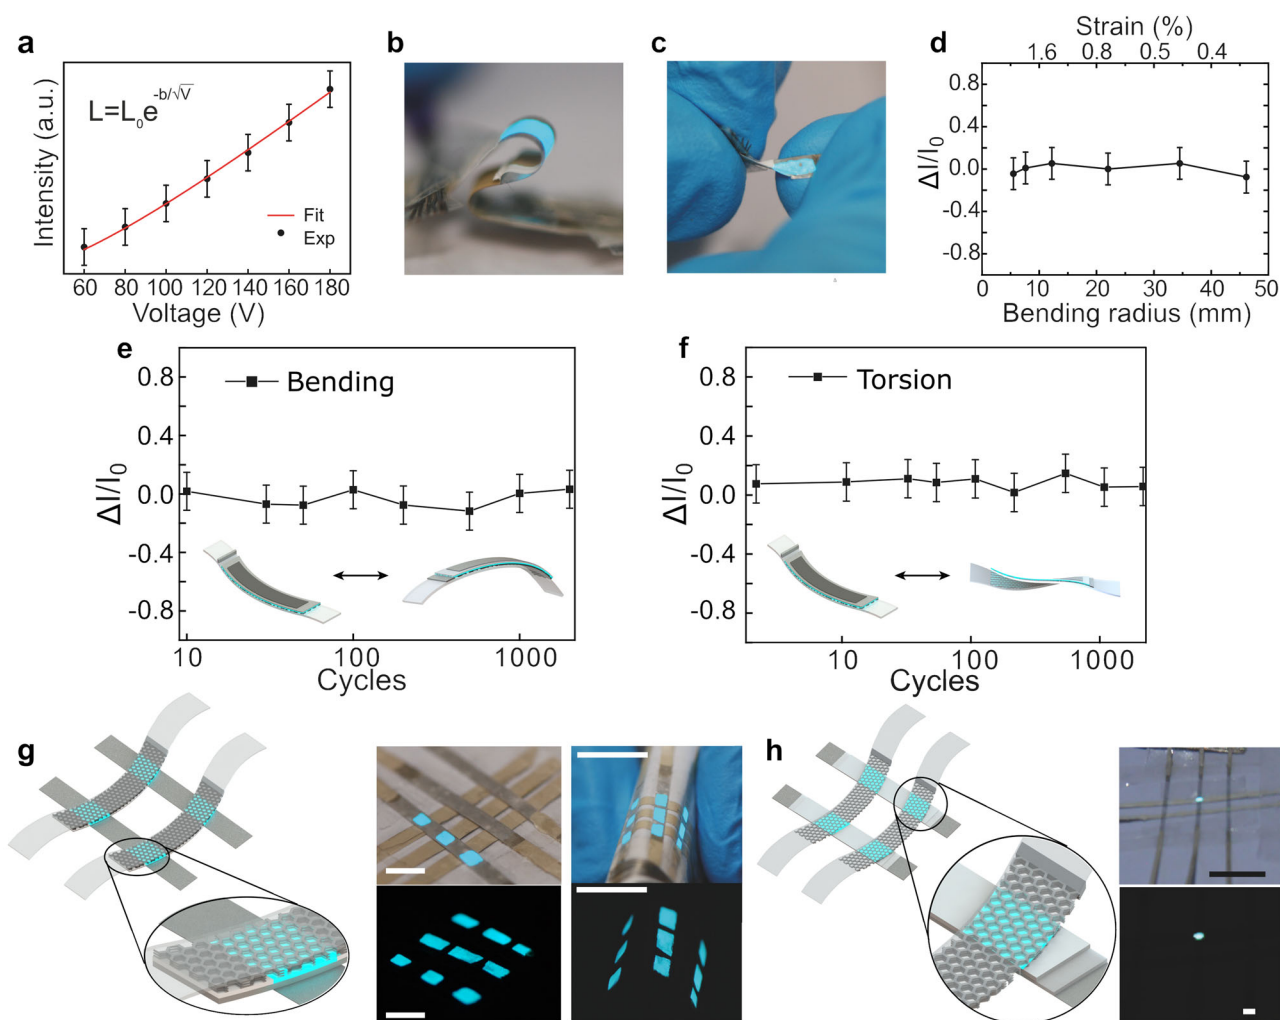 a
L=L₀e^-b/√V
Intensity (a.u.)
Fit
Exp
60 80 100 120 140 160 180
Voltage (V)
b
c
d
Strain (%)
1.6 0.8 0.5 0.4
0.8
0.4
0.0
-0.4
-0.8
ΔI/I₀
0 10 20 30 40 50
Bending radius (mm)
e
Bending
0.8
0.4
0.0
-0.4
-0.8
ΔI/I₀
10 100 1000
Cycles
f
Torsion
0.8
0.4
0.0
-0.4
-0.8
ΔI/I₀
10 100 1000
Cycles
g
h